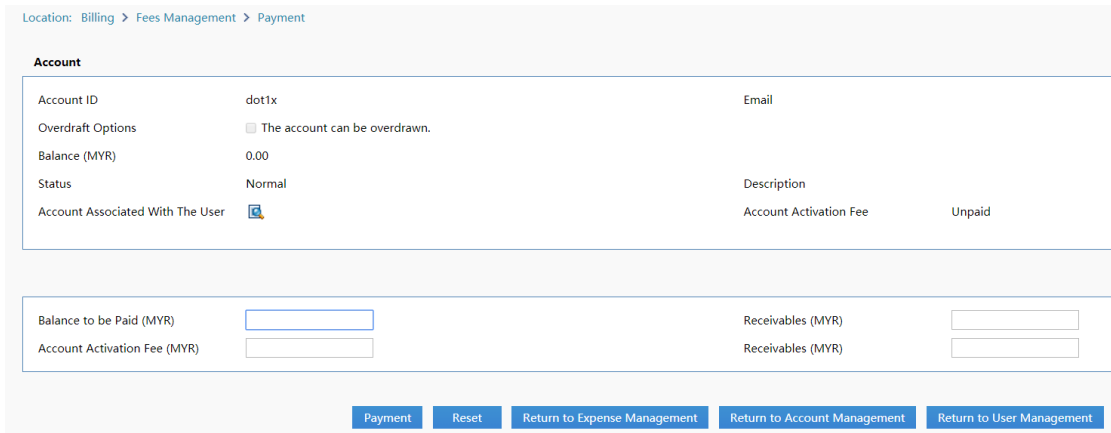 Location: Billing > Fees Management > Payment
Account
Account ID dot1x Email
Overdraft Options The account can be overdrawn.
Balance (MYR) 0.00
Status Normal Description
Account Associated With The User Account Activation Fee Unpaid
Balance to be Paid (MYR) Receivables (MYR)
Account Activation Fee (MYR) Receivables (MYR)
Payment Reset Return to Expense Management Return to Account Management Return to User Management